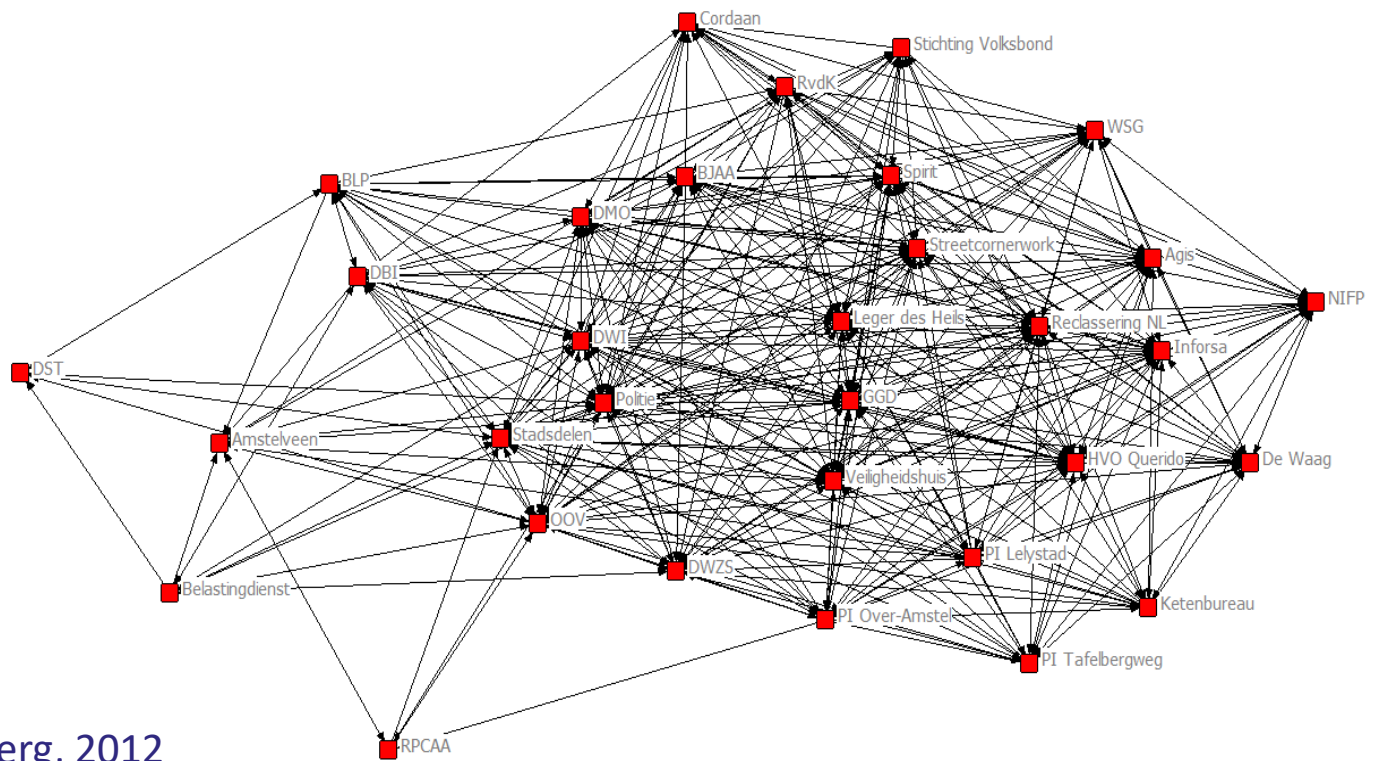 Cordaan
Stichting Volksbond
RvdK
WSG
BJAA
Spirit
BLP
DMO
Streetcornerwork
Agis
DBI
NIFP
Leger des Heils
Reclassering NL
DWI
Inforsa
DST
GGD
Politie
Stadsdelen
Amstelveen
HVO Querido
De Waag
Veiligheidshuis
OOV
PI Lelystad
DWZS
Belastingdienst
Ketenbureau
PI Over-Amstel
PI Tafelbergweg
RPCAA
erg, 2012